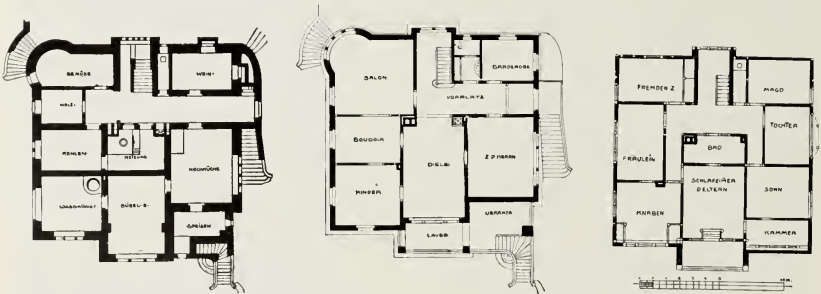 GEMÜSE
WEIN-
HOLZ-
KOHLEN-
HEIZUNG
KOCHKÜCHE
WASCHKÜCHE
BÜGEL-Z-
SPEISEN
SALON
GARDEROBE
VORPLATZ
BOUDOIR
DIELE
Z D HERRN
KINDER
VERANDA
LAUBE
FREMDEN Z
MAGD
TOCHTER
FRÄULEIN
BAD
SCHLAFZIMMER
D ELTERN
SOHN
KNABEN
KAMMER